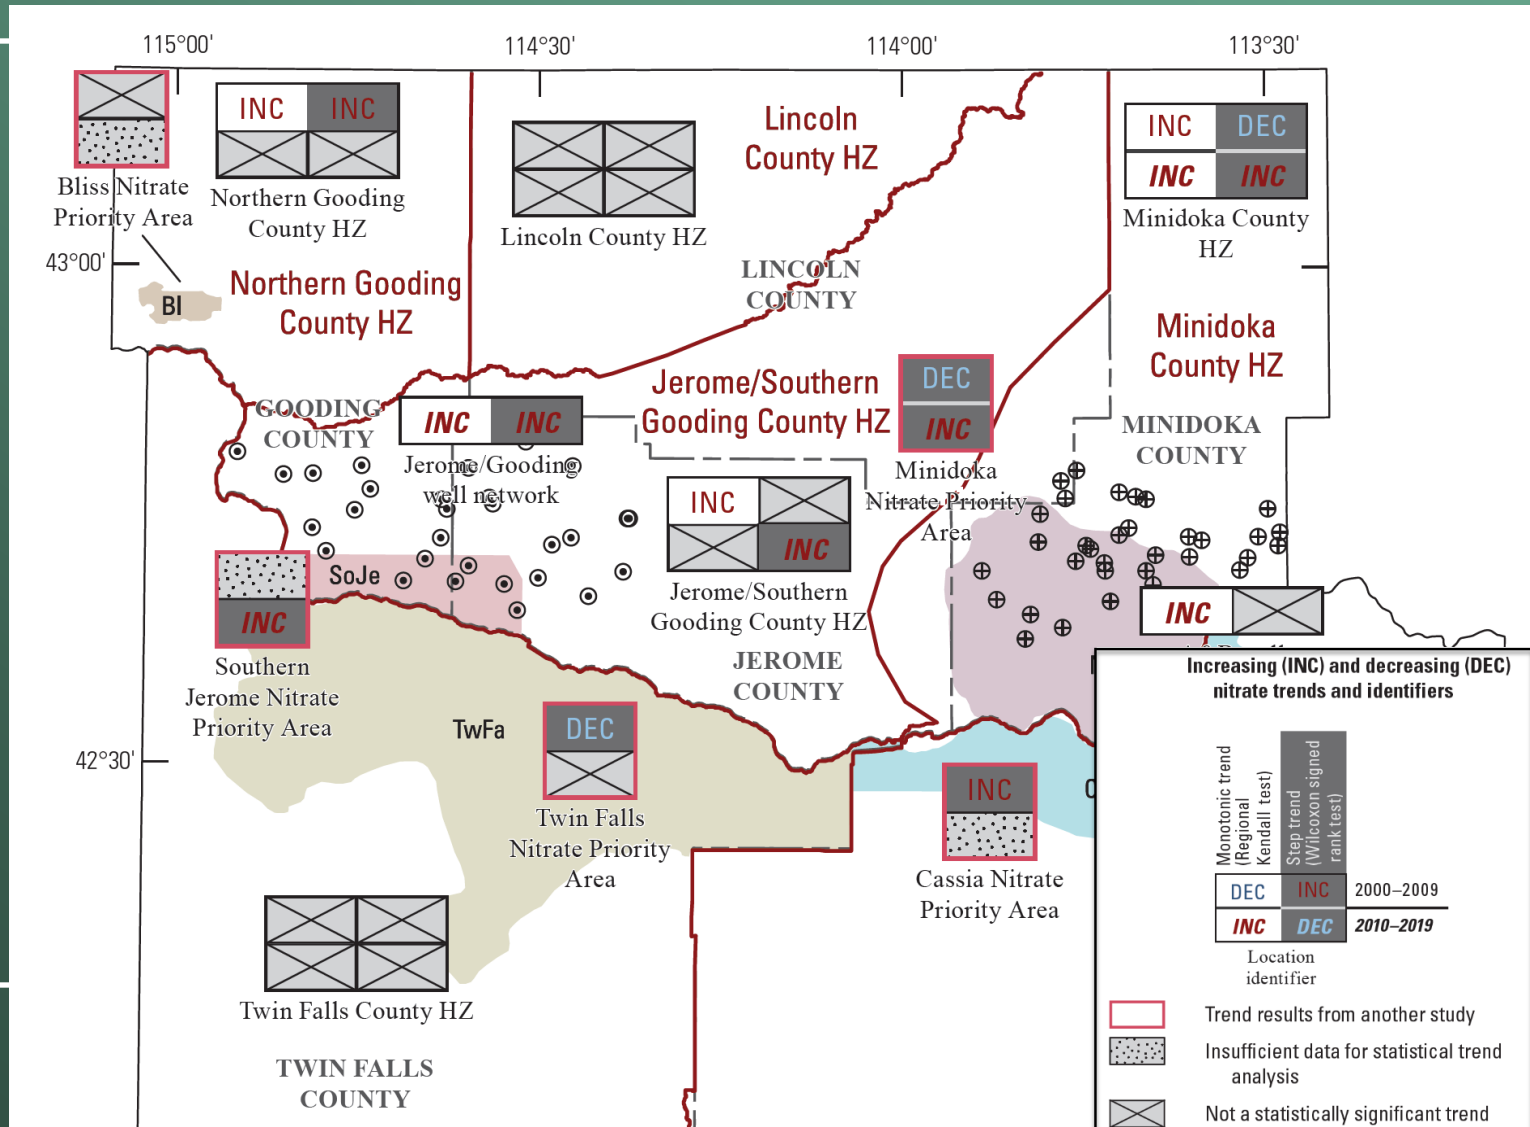 115°00'
114°30'
114°00'
113°30'
INC INC
Bliss Nitrate
Priority Area
Northern Gooding
County HZ
Lincoln County HZ
Lincoln
County HZ
INC DEC
INC INC
Minidoka County
HZ
43°00'
BI
Northern Gooding
County HZ
LINCOLN
COUNTY
Minidoka
County HZ
Jerome/Southern
Gooding County HZ
DEC
INC
GOODING
COUNTY
INC INC
Jerome/Gooding
well network
MINIDOKA
COUNTY
Minidoka
Nitrate Priority
Area
INC
INC
Jerome/Southern
Gooding County HZ
SoJe
INC
Southern
Jerome Nitrate
Priority Area
INC
JEROME
COUNTY
TwFa
DEC
Twin Falls
Nitrate Priority
Area
42°30'
INC
Cassia Nitrate
Priority Area
Twin Falls County HZ
TWIN FALLS
COUNTY
Increasing (INC) and decreasing (DEC)
nitrate trends and identifiers
Monotonic trend
(Regional
Kendall test)
Step trend
(Wilcoxon signed
rank test)
DEC INC 2000–2009
INC DEC 2010–2019
Location
identifier
Trend results from another study
Insufficient data for statistical trend
analysis
Not a statistically significant trend